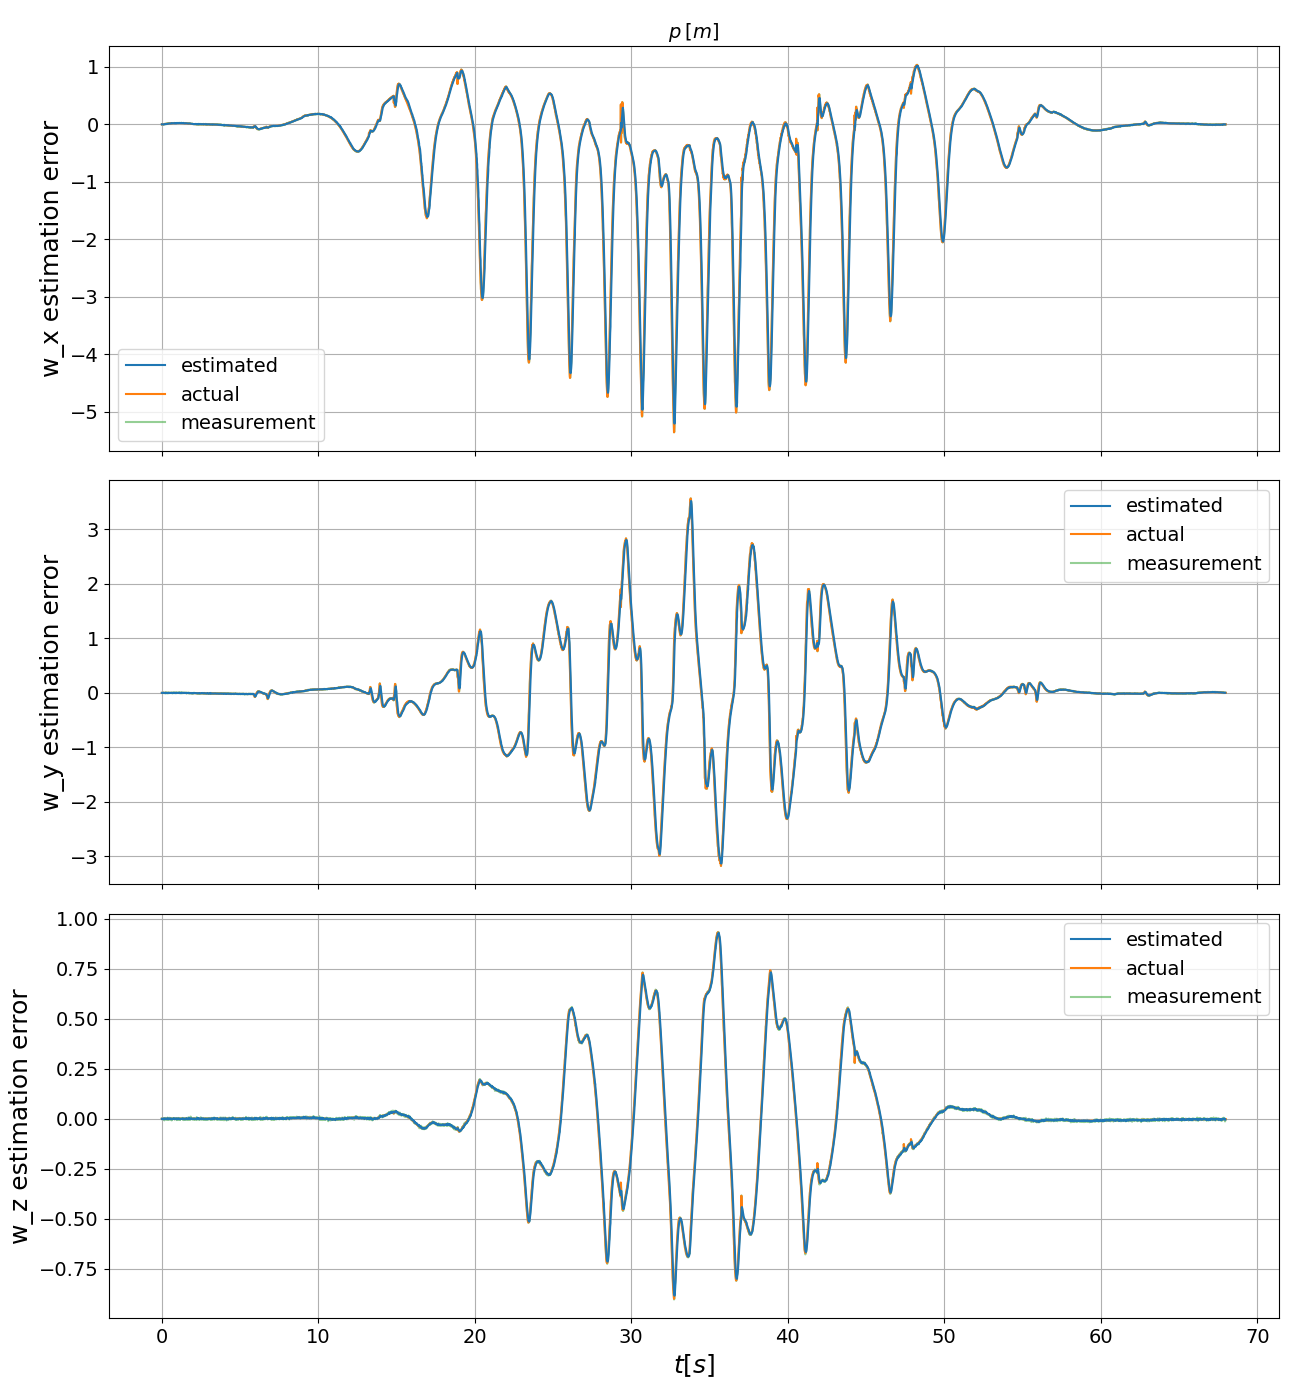 p [m]
w_x estimation error
1
0
−1
−2
−3
−4
−5
estimated
actual
measurement
w_y estimation error
3
2
1
0
−1
−2
−3
estimated
actual
measurement
w_z estimation error
1.00
0.75
0.50
0.25
0.00
−0.25
−0.50
−0.75
estimated
actual
measurement
0 10 20 30 40 50 60 70
t[s]